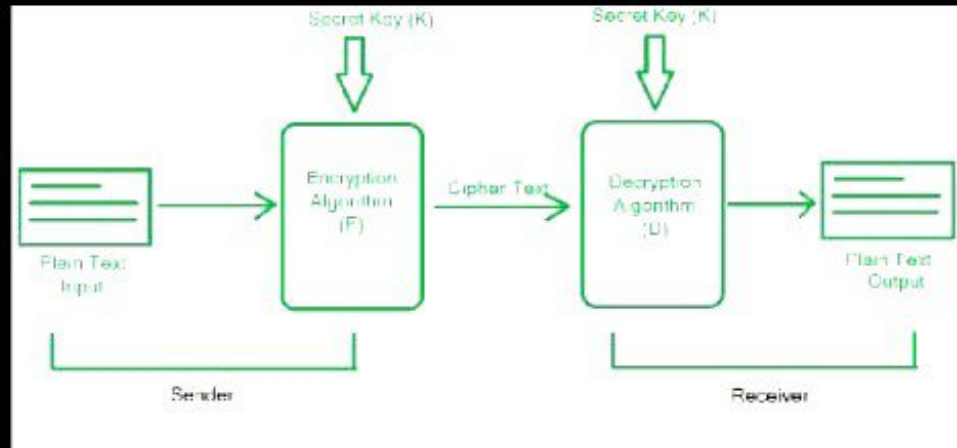 Secret Key (K)
Secret Key (K)
Encryption
Algorithm
(E)
Cipher Text
Decryption
Algorithm
(D)
Plain Text
Input
Plain Text
Output
Sender
Receiver